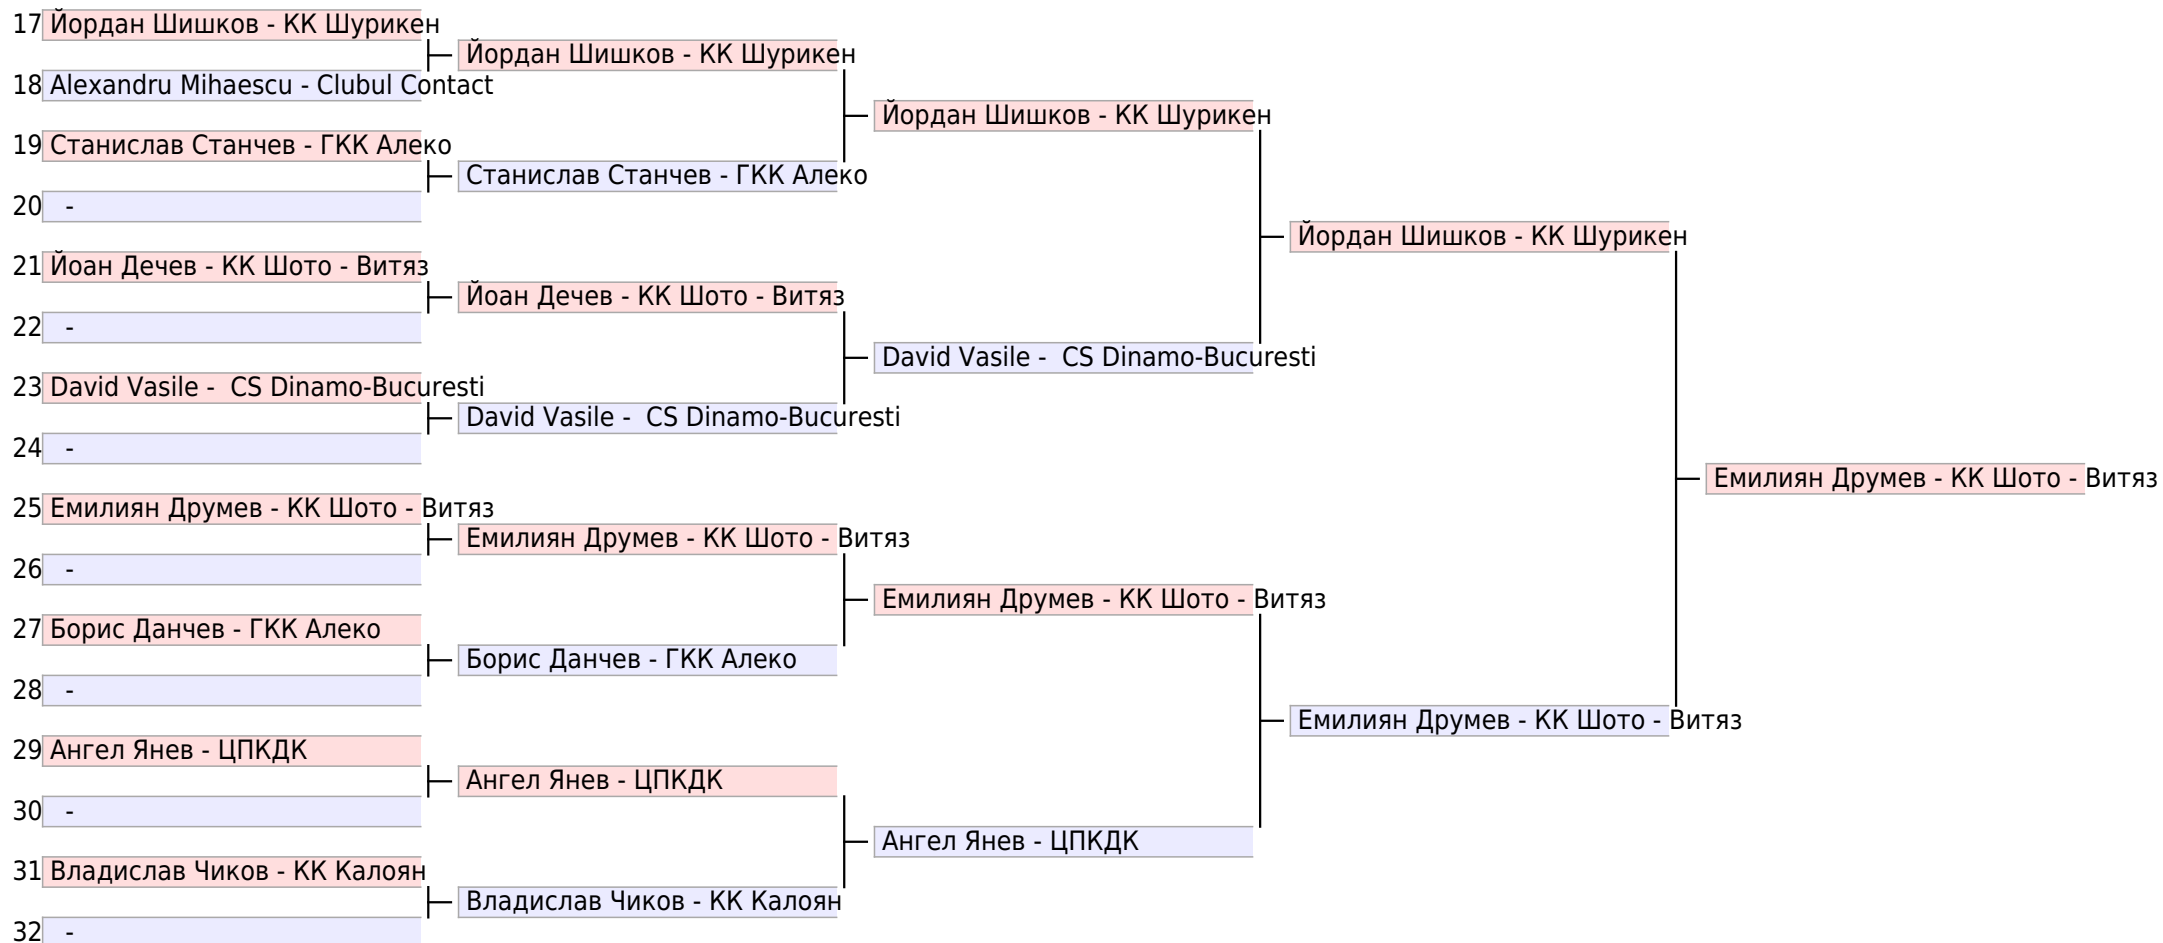 17 Йордан Шишков - КК Шурикен
Йордан Шишков - КК Шурикен
18 Alexandru Mihaescu - Clubul Contact
Йордан Шишков - КК Шурикен
19 Станислав Станчев - ГКК Алеко
Станислав Станчев - ГКК Алеко
20 -
Йордан Шишков - КК Шурикен
21 Йоан Дечев - КК Шото - Витяз
Йоан Дечев - КК Шото - Витяз
22 -
David Vasile -  CS Dinamo-Bucuresti
23 David Vasile -  CS Dinamo-Bucuresti
David Vasile -  CS Dinamo-Bucuresti
24 -
Емилиян Друмев - КК Шото - Витяз
25 Емилиян Друмев - КК Шото - Витяз
Емилиян Друмев - КК Шото - Витяз
26 -
Емилиян Друмев - КК Шото - Витяз
27 Борис Данчев - ГКК Алеко
Борис Данчев - ГКК Алеко
28 -
Емилиян Друмев - КК Шото - Витяз
29 Ангел Янев - ЦПКДК
Ангел Янев - ЦПКДК
30 -
Ангел Янев - ЦПКДК
31 Владислав Чиков - КК Калоян
Владислав Чиков - КК Калоян
32 -